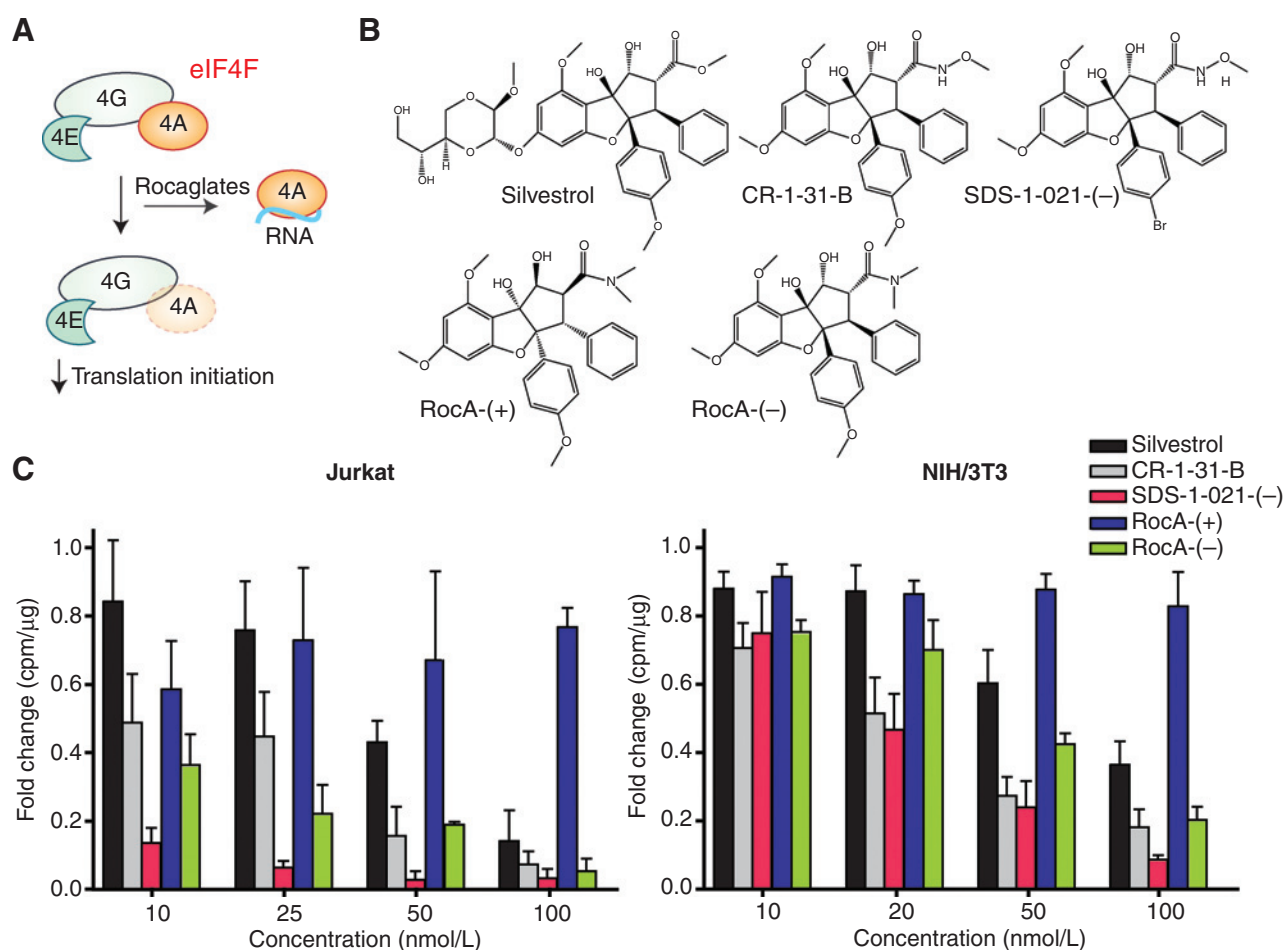 A
eIF4F
4G
4E
4A
Rocaglates
4A
RNA
4G
4A
4E
Translation initiation
B
O
O
OH
O
HO
O
O
O
O
O
O
HO
OH
H
O
Silvestrol
O
OH
O
HO
N
H
O
O
O
O
CR-1-31-B
O
OH
O
HO
N
H
O
H
O
O
Br
SDS-1-021-(–)
O
OH
O
HO
N
O
O
O
RocA-(+)
O
OH
O
HO
N
O
O
O
RocA-(–)
C
Jurkat
NIH/3T3
Silvestrol
CR-1-31-B
SDS-1-021-(–)
RocA-(+)
RocA-(–)
Fold change (cpm/µg)
1.0
0.8
0.6
0.4
0.2
0.0
10
25
50
100
Concentration (nmol/L)
Fold change (cpm/µg)
1.0
0.8
0.6
0.4
0.2
0.0
10
20
50
100
Concentration (nmol/L)